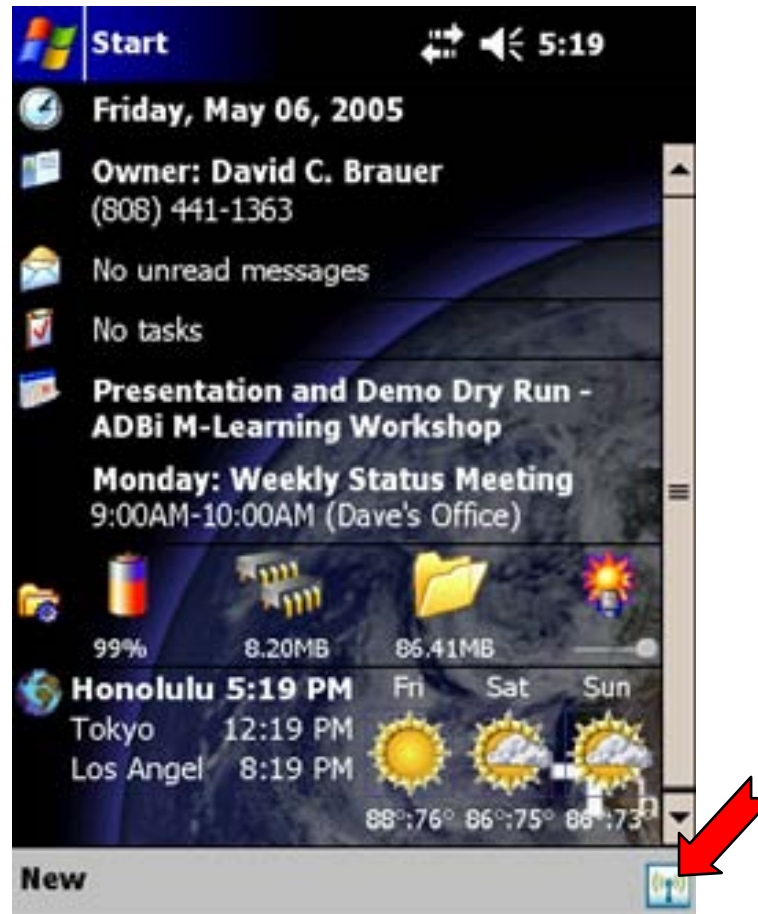 Start 5:19
Friday, May 06, 2005
Owner: David C. Brauer
(808) 441-1363
No unread messages
No tasks
Presentation and Demo Dry Run -
ADBi M-Learning Workshop
Monday: Weekly Status Meeting
9:00AM-10:00AM (Dave's Office)
99% 8.20MB 86.41MB
Honolulu 5:19 PM Fri Sat Sun
Tokyo 12:19 PM
Los Angel 8:19 PM
88°:76° 86°:75° 86°:73°
New